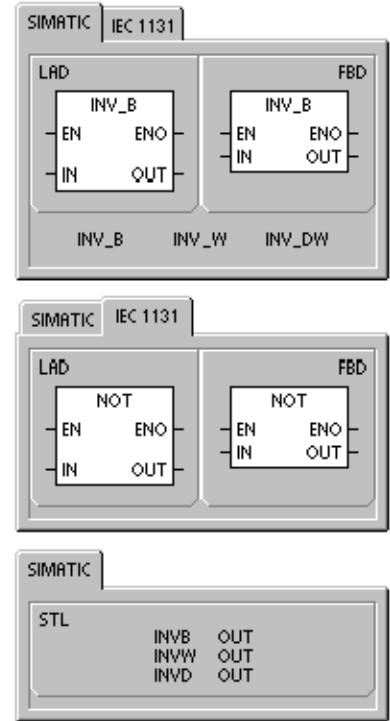 SIMATIC IEC 1131
LAD FBD
INV_B INV_B
EN ENO EN ENO
IN OUT IN OUT
INV_B INV_W INV_DW
SIMATIC IEC 1131
LAD FBD
NOT NOT
EN ENO EN ENO
IN OUT IN OUT
SIMATIC
STL
INVB OUT
INVW OUT
INVD OUT